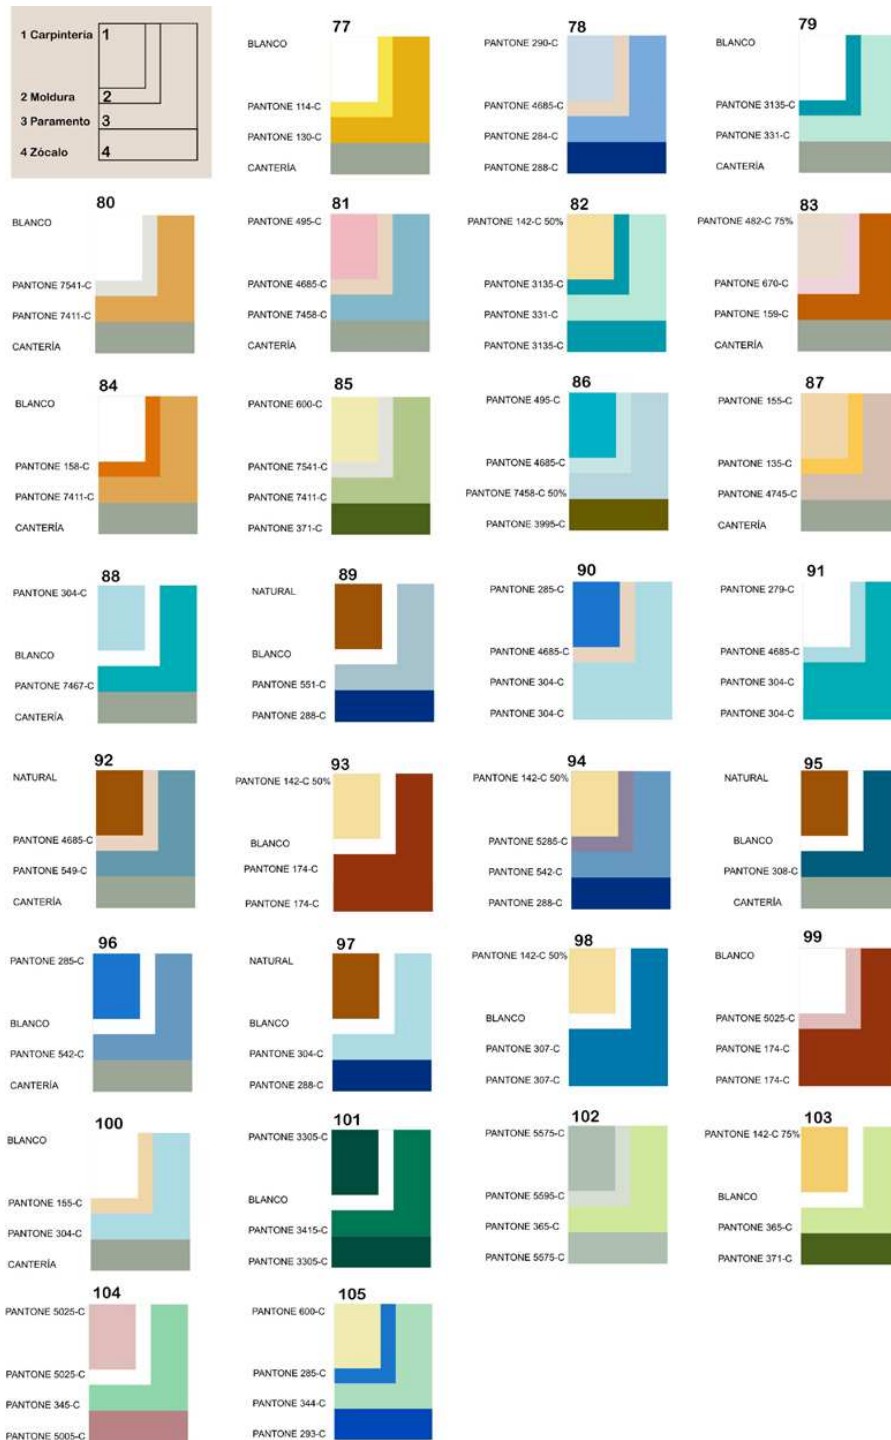 1 Carpintería 1
2 Moldura 2
3 Paramento 3
4 Zócalo 4
77
BLANCO
PANTONE 114-C
PANTONE 130-C
CANTERÍA
78
PANTONE 290-C
PANTONE 4685-C
PANTONE 284-C
PANTONE 288-C
79
BLANCO
PANTONE 3135-C
PANTONE 331-C
CANTERÍA
80
BLANCO
PANTONE 7541-C
PANTONE 7411-C
CANTERÍA
81
PANTONE 495-C
PANTONE 4685-C
PANTONE 7458-C
CANTERÍA
82
PANTONE 142-C 50%
PANTONE 3135-C
PANTONE 331-C
PANTONE 3135-C
83
PANTONE 482-C 75%
PANTONE 670-C
PANTONE 159-C
CANTERÍA
84
BLANCO
PANTONE 158-C
PANTONE 7411-C
CANTERÍA
85
PANTONE 600-C
PANTONE 7541-C
PANTONE 7411-C
PANTONE 371-C
86
PANTONE 495-C
PANTONE 4685-C
PANTONE 7458-C 50%
PANTONE 3995-C
87
PANTONE 155-C
PANTONE 135-C
PANTONE 4745-C
CANTERÍA
88
PANTONE 304-C
BLANCO
PANTONE 7467-C
CANTERÍA
89
NATURAL
BLANCO
PANTONE 551-C
PANTONE 288-C
90
PANTONE 285-C
PANTONE 4685-C
PANTONE 304-C
PANTONE 304-C
91
PANTONE 279-C
PANTONE 4685-C
PANTONE 304-C
PANTONE 304-C
92
NATURAL
PANTONE 4685-C
PANTONE 549-C
CANTERÍA
93
PANTONE 142-C 50%
BLANCO
PANTONE 174-C
PANTONE 174-C
94
PANTONE 142-C 50%
PANTONE 5285-C
PANTONE 542-C
PANTONE 288-C
95
NATURAL
BLANCO
PANTONE 308-C
CANTERÍA
96
PANTONE 285-C
BLANCO
PANTONE 542-C
CANTERÍA
97
NATURAL
BLANCO
PANTONE 304-C
PANTONE 288-C
98
PANTONE 142-C 50%
BLANCO
PANTONE 307-C
PANTONE 307-C
99
BLANCO
PANTONE 5025-C
PANTONE 174-C
PANTONE 174-C
100
BLANCO
PANTONE 155-C
PANTONE 304-C
CANTERÍA
101
PANTONE 3305-C
BLANCO
PANTONE 3415-C
PANTONE 3305-C
102
PANTONE 5575-C
PANTONE 5595-C
PANTONE 365-C
PANTONE 5575-C
103
PANTONE 142-C 75%
BLANCO
PANTONE 365-C
PANTONE 371-C
104
PANTONE 5025-C
PANTONE 5025-C
PANTONE 345-C
PANTONE 5005-C
105
PANTONE 600-C
PANTONE 285-C
PANTONE 344-C
PANTONE 293-C